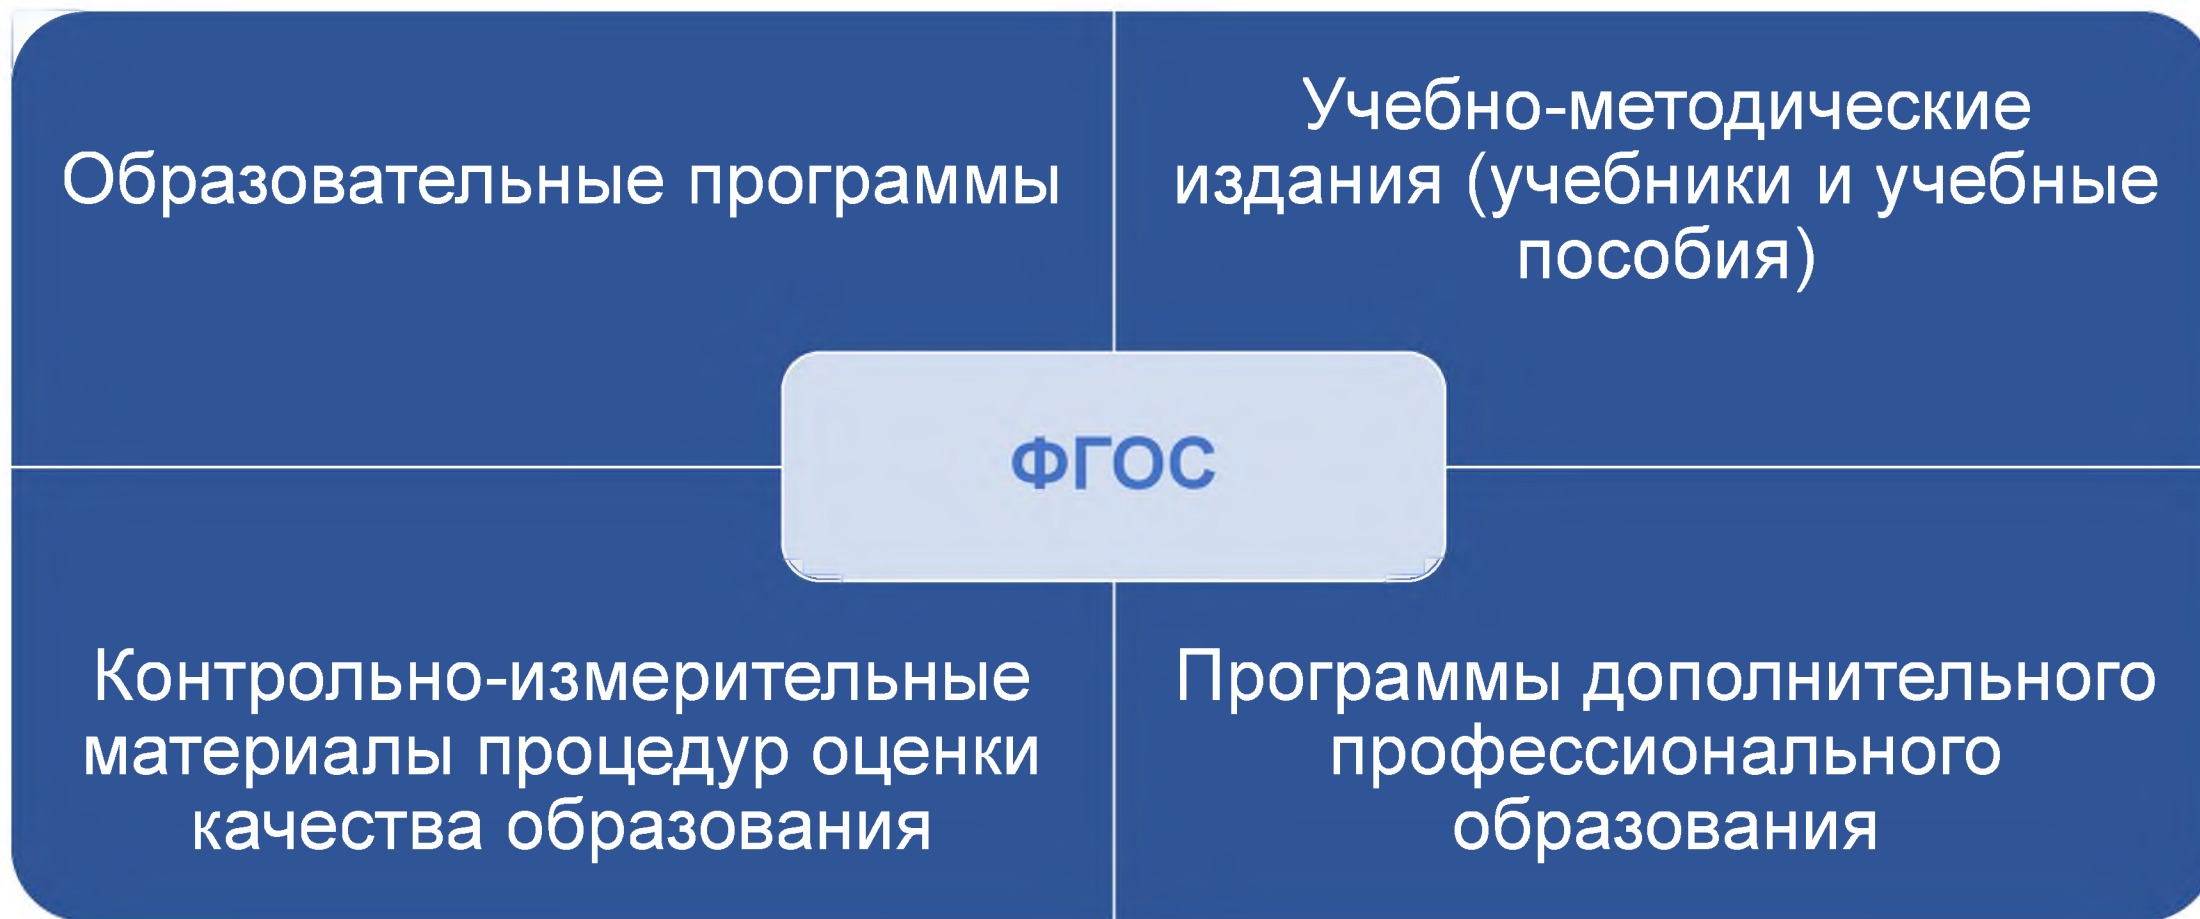 Образовательные программы
Учебно-методические
издания (учебники и учебные
пособия)
ФГОС
Контрольно-измерительные
материалы процедур оценки
качества образования
Программы дополнительного
профессионального
образования